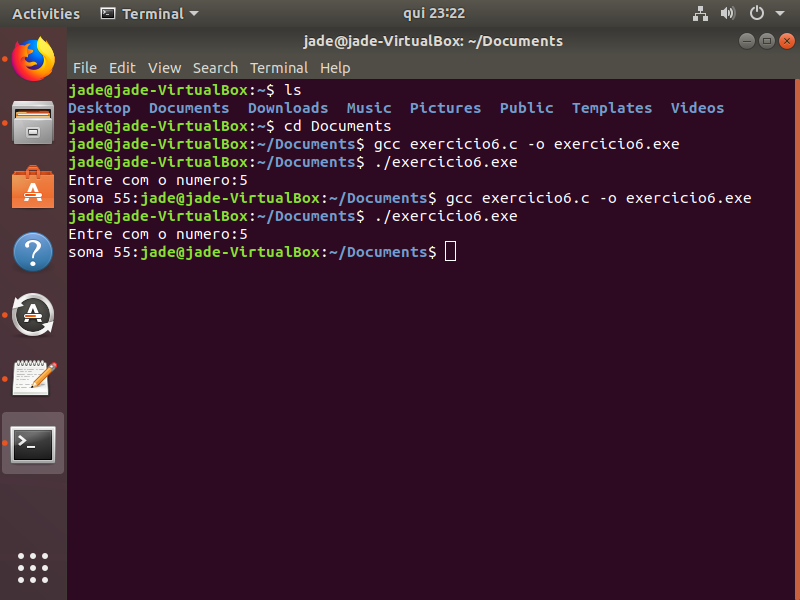 Activities Terminal qui 23:22
jade@jade-VirtualBox: ~/Documents
File Edit View Search Terminal Help
jade@jade-VirtualBox:~$ ls
Desktop Documents Downloads Music Pictures Public Templates Videos
jade@jade-VirtualBox:~$ cd Documents
jade@jade-VirtualBox:~/Documents$ gcc exercicio6.c -o exercicio6.exe
jade@jade-VirtualBox:~/Documents$ ./exercicio6.exe
Entre com o numero:5
soma 55:jade@jade-VirtualBox:~/Documents$ gcc exercicio6.c -o exercicio6.exe
jade@jade-VirtualBox:~/Documents$ ./exercicio6.exe
Entre com o numero:5
soma 55:jade@jade-VirtualBox:~/Documents$